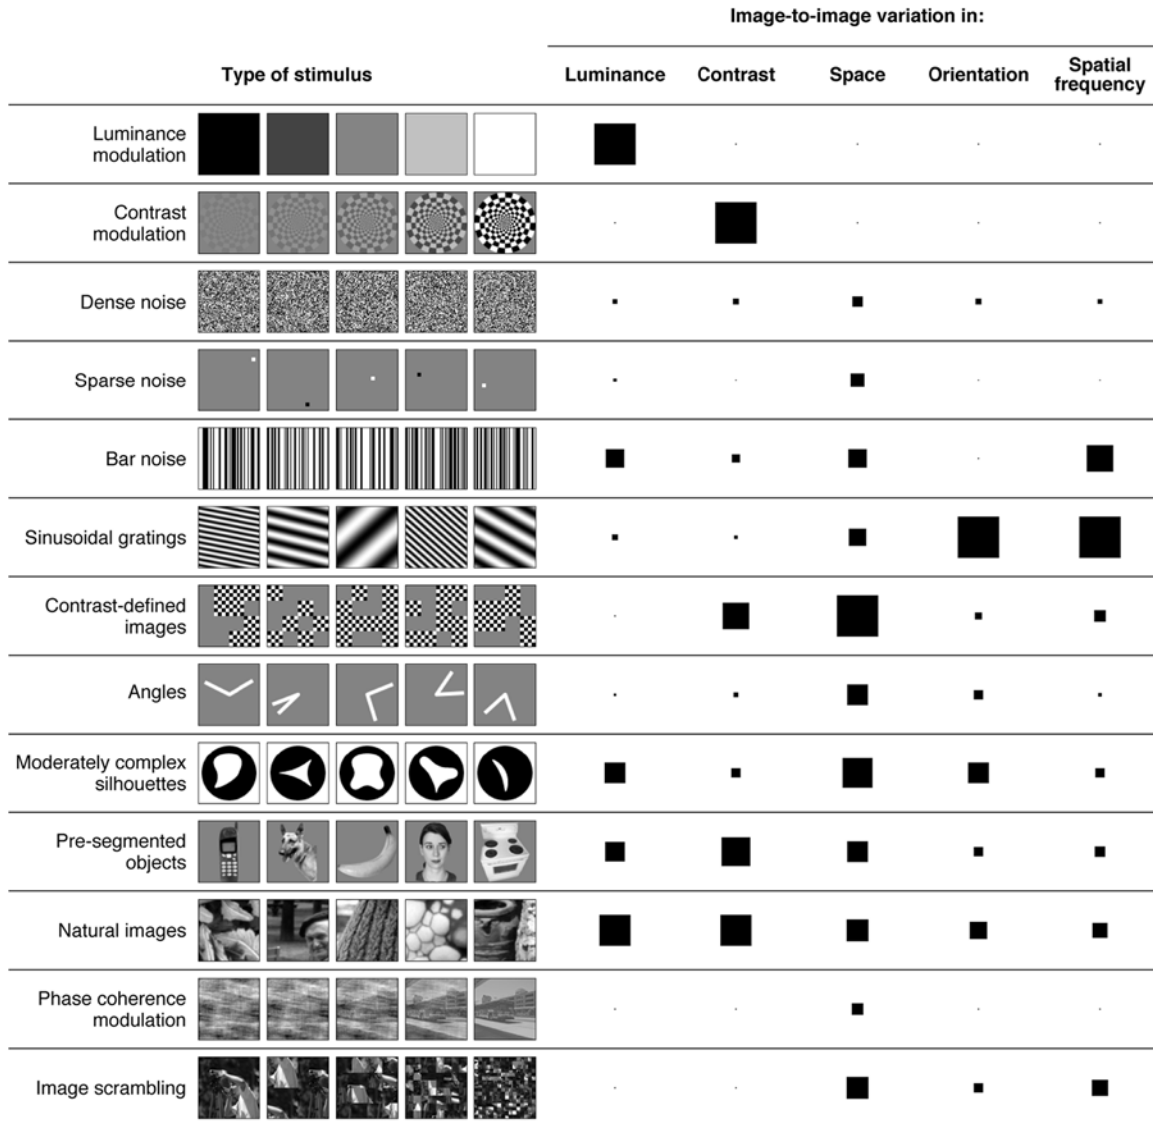 Image-to-image variation in:
Type of stimulus
Luminance
Contrast
Space
Orientation
Spatial
frequency
Luminance
modulation
Contrast
modulation
Dense noise
Sparse noise
Bar noise
Sinusoidal gratings
Contrast-defined
images
Angles
Moderately complex
silhouettes
Pre-segmented
objects
Natural images
Phase coherence
modulation
Image scrambling